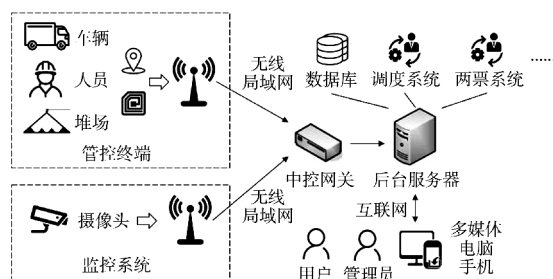 车辆
人员
堆场
管控终端
无线
局域网
数据库
调度系统
两票系统
……
中控网关
后台服务器
摄像头
监控系统
无线
局域网
互联网
用户
管理员
多媒体
电脑
手机